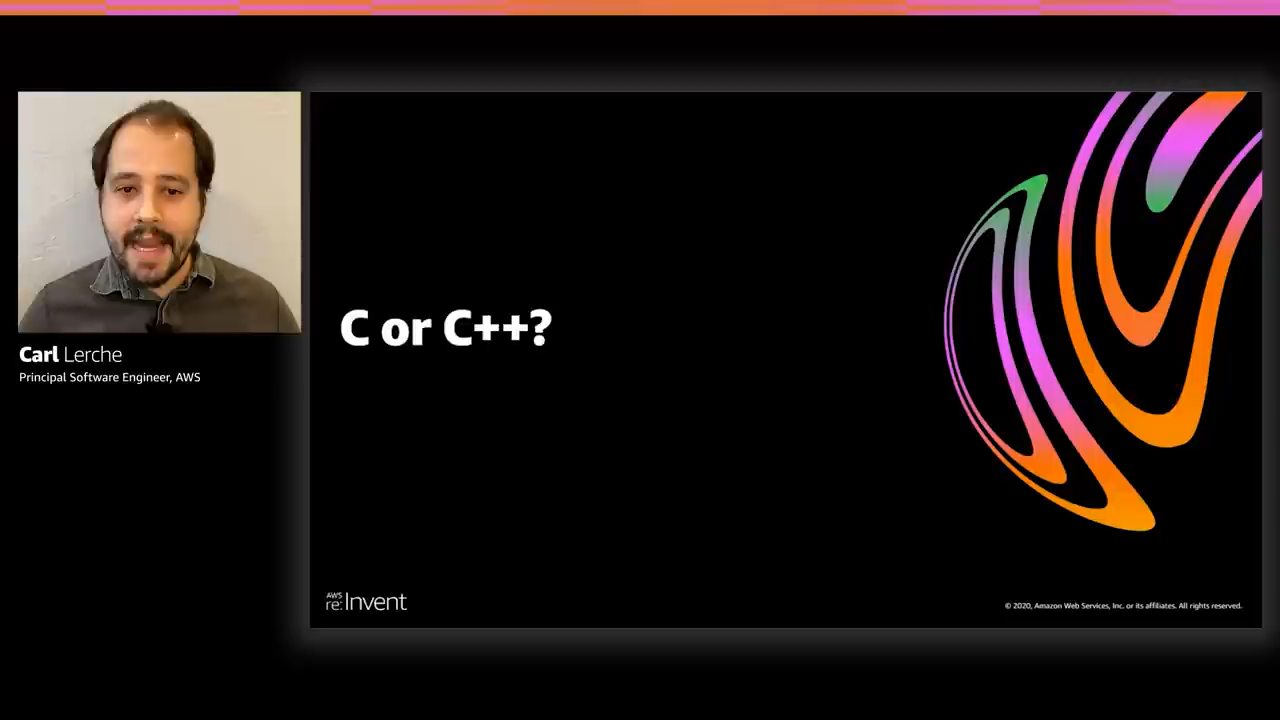 Carl Lerche
Principal Software Engineer, AWS
C or C++?
AWS
re:Invent
© 2020, Amazon Web Services, Inc. or its affiliates. All rights reserved.